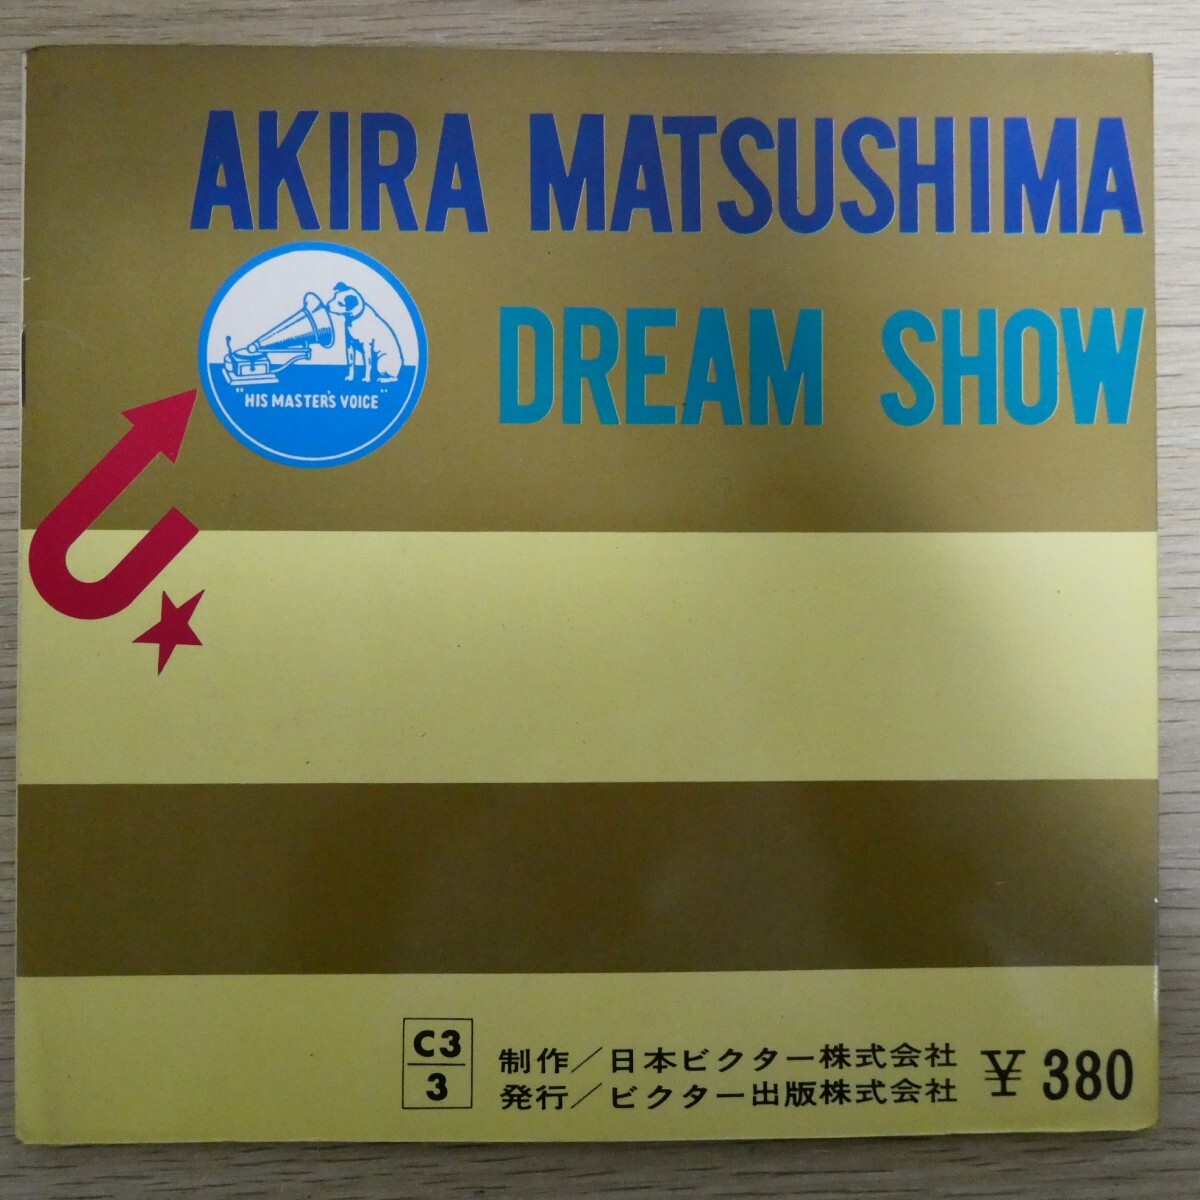 AKIRA MATSUSHIMA
DREAM SHOW
"HIS MASTER'S VOICE"
C3
3
制作／日本ビクター株式会社
発行／ビクター出版株式会社
¥ 380